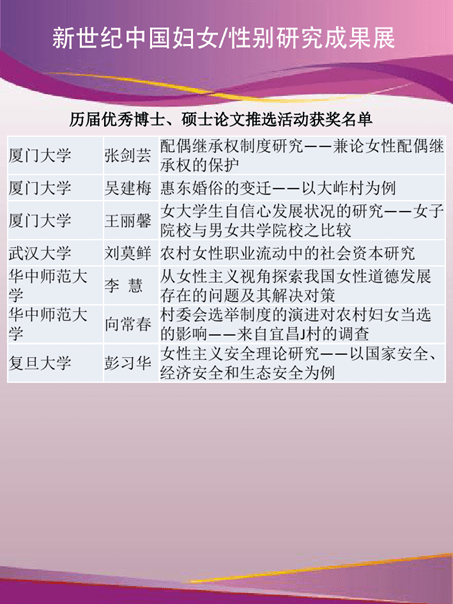 新世纪中国妇女/性别研究成果展
历届优秀博士、硕士论文推选活动获奖名单
厦门大学 张剑芸 配偶继承权制度研究——兼论女性配偶继
承权的保护
厦门大学 吴建梅 惠东婚俗的变迁——以大岞村为例
厦门大学 王丽馨 女大学生自信心发展状况的研究——女子
院校与男女共学院校之比较
武汉大学 刘莫鲜 农村女性职业流动中的社会资本研究
华中师范大
学 李 慧 从女性主义视角探索我国女性道德发展
存在的问题及其解决对策
华中师范大
学 向常春 村委会选举制度的演进对农村妇女当选
的影响——来自宜昌J村的调查
复旦大学 彭习华 女性主义安全理论研究——以国家安全、
经济安全和生态安全为例